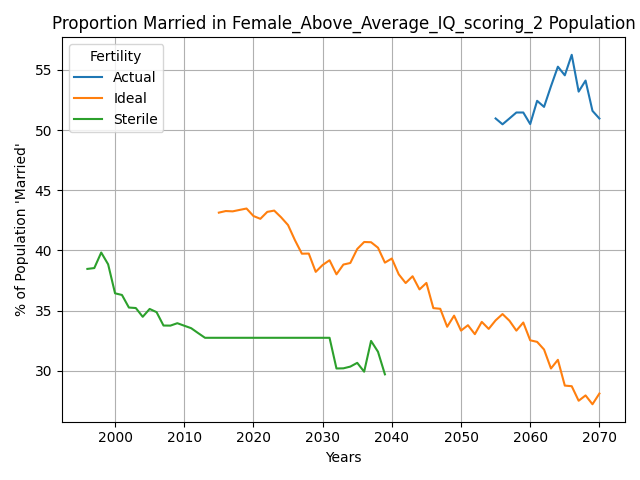 Proportion Married in Female_Above_Average_IQ_scoring_2 Population
Fertility
Actual
Ideal
Sterile
% of Population 'Married'
55
50
45
40
35
30
2000 2010 2020 2030 2040 2050 2060 2070
Years